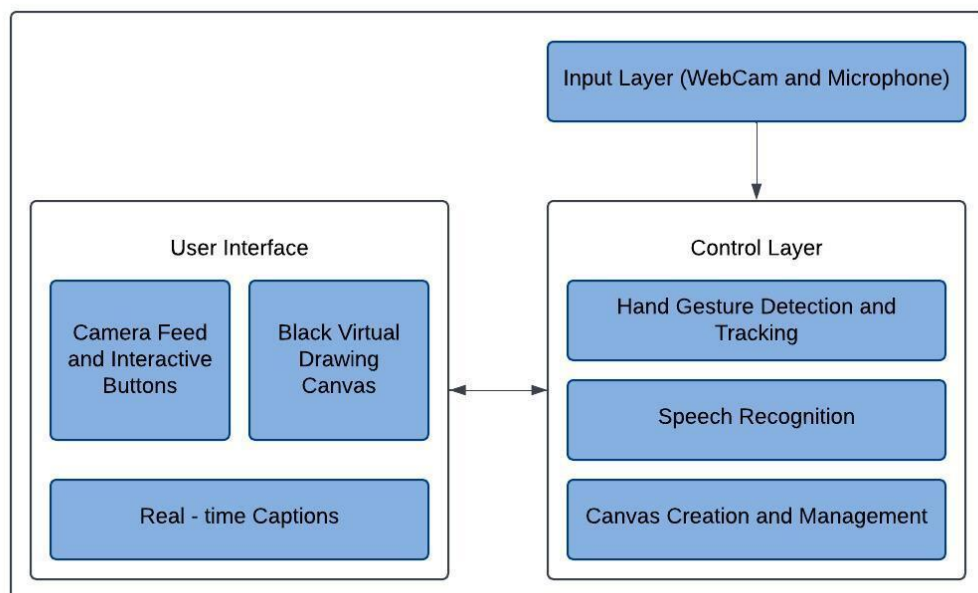 Input Layer (WebCam and Microphone)
User Interface
Camera Feed
and Interactive
Buttons
Black Virtual
Drawing
Canvas
Real - time Captions
Control Layer
Hand Gesture Detection and
Tracking
Speech Recognition
Canvas Creation and Management